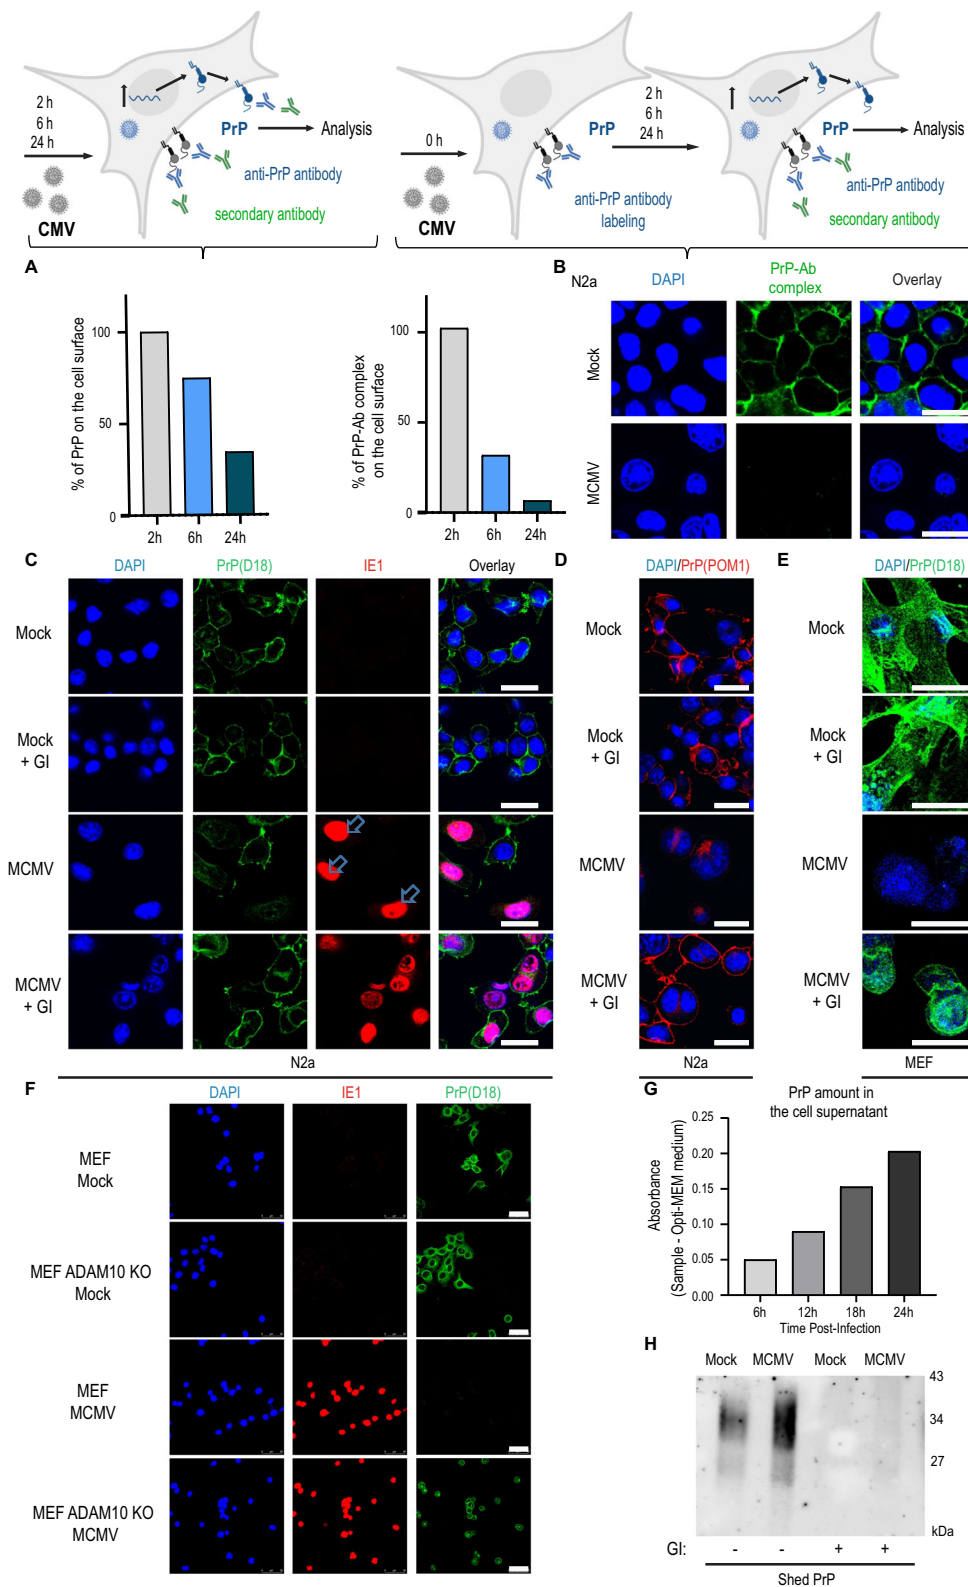 2 h
6 h
24 h
CMV
PrP
Analysis
anti-PrP antibody
secondary antibody
0 h
CMV
PrP
anti-PrP antibody
labeling
2 h
6 h
24 h
PrP
Analysis
anti-PrP antibody
secondary antibody
A
% of PrP on the cell surface
100
50
0
2h 6h 24h
% of PrP-Ab complex
on the cell surface
100
50
0
2h 6h 24h
B
N2a DAPI PrP-Ab
complex Overlay
Mock
MCMV
C
DAPI PrP(D18) IE1 Overlay
Mock
Mock
+ GI
MCMV
MCMV
+ GI
N2a
D
DAPI/PrP(POM1)
Mock
Mock
+ GI
MCMV
MCMV
+ GI
N2a
E
DAPI/PrP(D18)
Mock
Mock
+ GI
MCMV
MCMV
+ GI
MEF
F
DAPI IE1 PrP(D18)
MEF
Mock
MEF ADAM10 KO
Mock
MEF
MCMV
MEF ADAM10 KO
MCMV
G
PrP amount in
the cell supernatant
Absorbance
(Sample - Opti-MEM medium)
0.25
0.20
0.15
0.10
0.05
0.00
6h 12h 18h 24h
Time Post-Infection
H
Mock MCMV Mock MCMV
43
34
27
kDa
GI: - - + +
Shed PrP